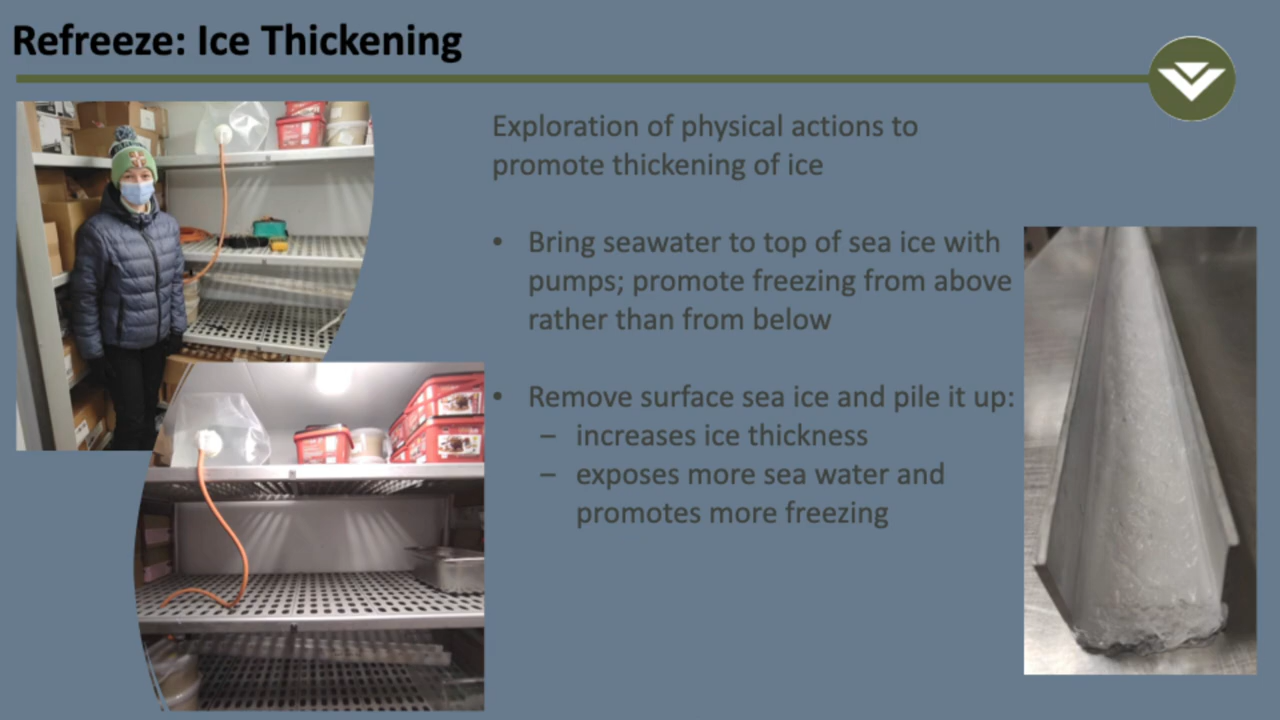 Refreeze: Ice Thickening
Exploration of physical actions to
promote thickening of ice
• Bring seawater to top of sea ice with
pumps; promote freezing from above
rather than from below
• Remove surface sea ice and pile it up:
– increases ice thickness
– exposes more sea water and
promotes more freezing